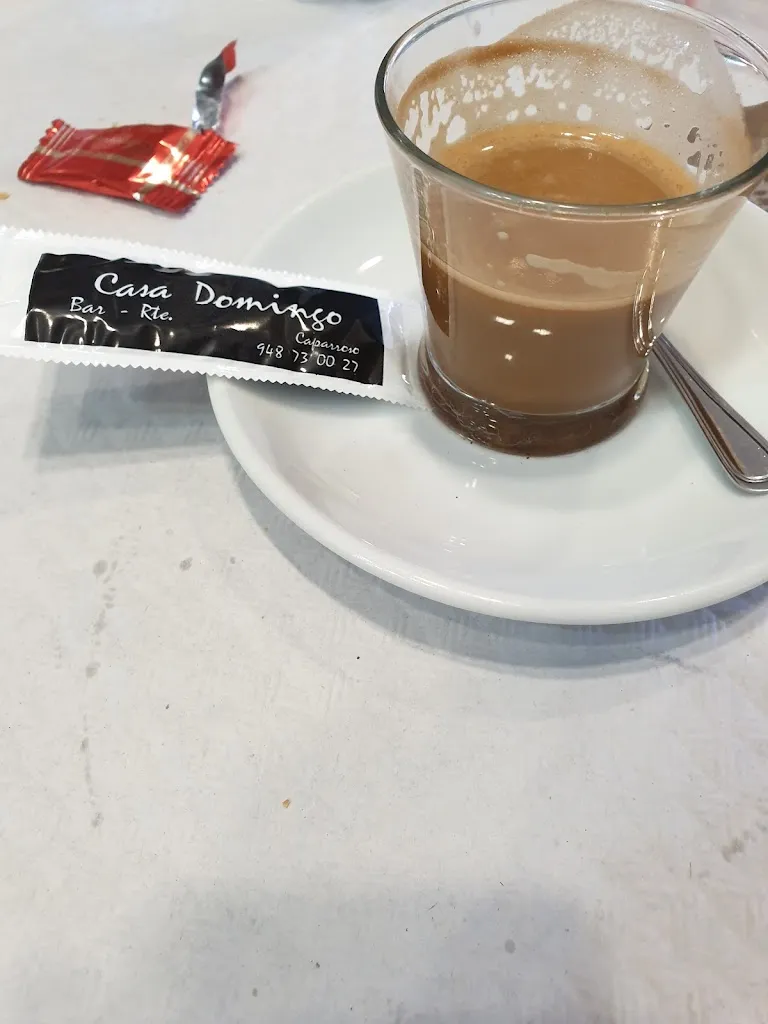 Casa Domingo
Bar - Rte.
Caparroso
948 73 00 27